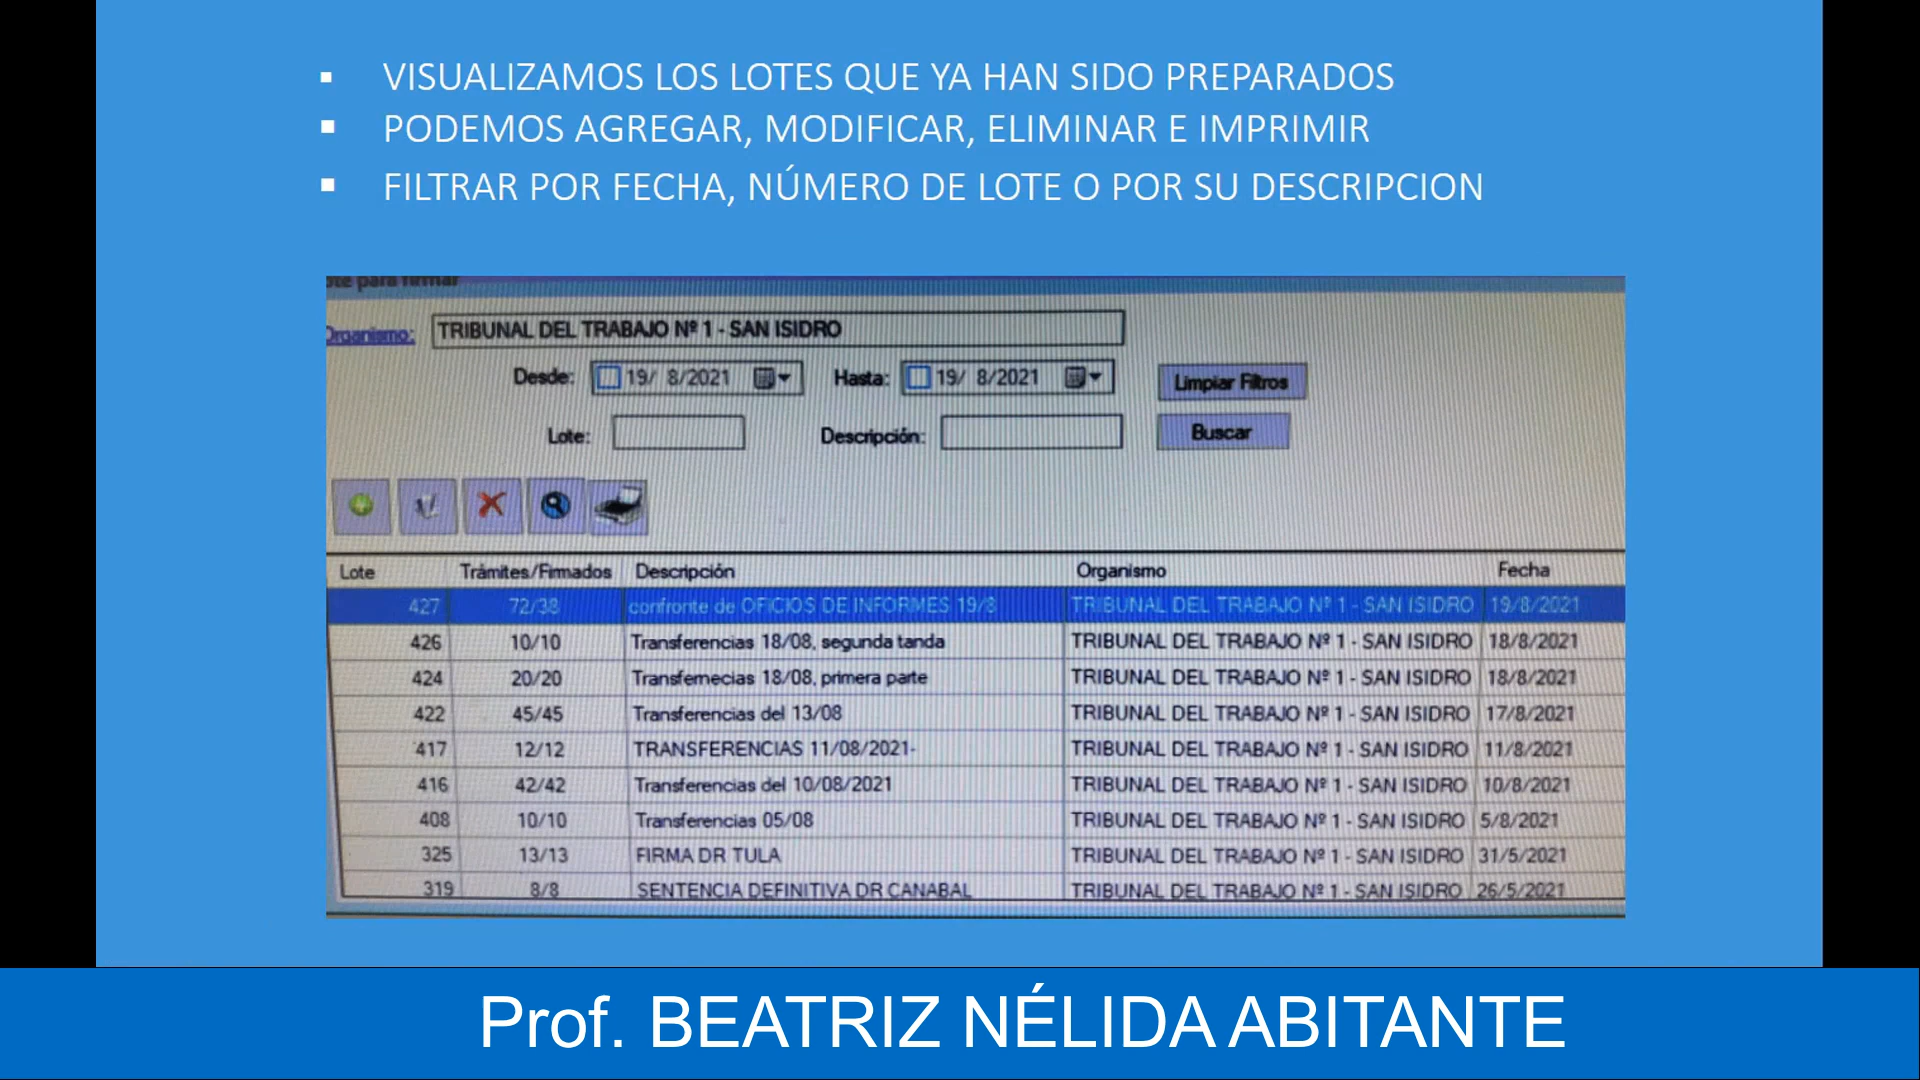 ▪ VISUALIZAMOS LOS LOTES QUE YA HAN SIDO PREPARADOS
▪ PODEMOS AGREGAR, MODIFICAR, ELIMINAR E IMPRIMIR
▪ FILTRAR POR FECHA, NÚMERO DE LOTE O POR SU DESCRIPCION
para firmar
Organismo: TRIBUNAL DEL TRABAJO Nº 1 - SAN ISIDRO
Desde: 19/ 8/2021 Hasta: 19/ 8/2021 Limpiar Filtros
Lote: Descripción: Buscar
Lote Trámites/Firmados Descripción Organismo Fecha
427 72/38 confronte de OFICIOS DE INFORMES 19/8 TRIBUNAL DEL TRABAJO Nº 1 - SAN ISIDRO 19/8/2021
426 10/10 Transferencias 18/08, segunda tanda TRIBUNAL DEL TRABAJO Nº 1 - SAN ISIDRO 18/8/2021
424 20/20 Transfernecias 18/08, primera parte TRIBUNAL DEL TRABAJO Nº 1 - SAN ISIDRO 18/8/2021
422 45/45 Transferencias del 13/08 TRIBUNAL DEL TRABAJO Nº 1 - SAN ISIDRO 17/8/2021
417 12/12 TRANSFERENCIAS 11/08/2021- TRIBUNAL DEL TRABAJO Nº 1 - SAN ISIDRO 11/8/2021
416 42/42 Transferencias del 10/08/2021 TRIBUNAL DEL TRABAJO Nº 1 - SAN ISIDRO 10/8/2021
408 10/10 Transferencias 05/08 TRIBUNAL DEL TRABAJO Nº 1 - SAN ISIDRO 5/8/2021
325 13/13 FIRMA DR TULA TRIBUNAL DEL TRABAJO Nº 1 - SAN ISIDRO 31/5/2021
319 8/8 SENTENCIA DEFINITIVA DR CANABAL TRIBUNAL DEL TRABAJO Nº 1 - SAN ISIDRO 26/5/2021
Prof. BEATRIZ NÉLIDA ABITANTE